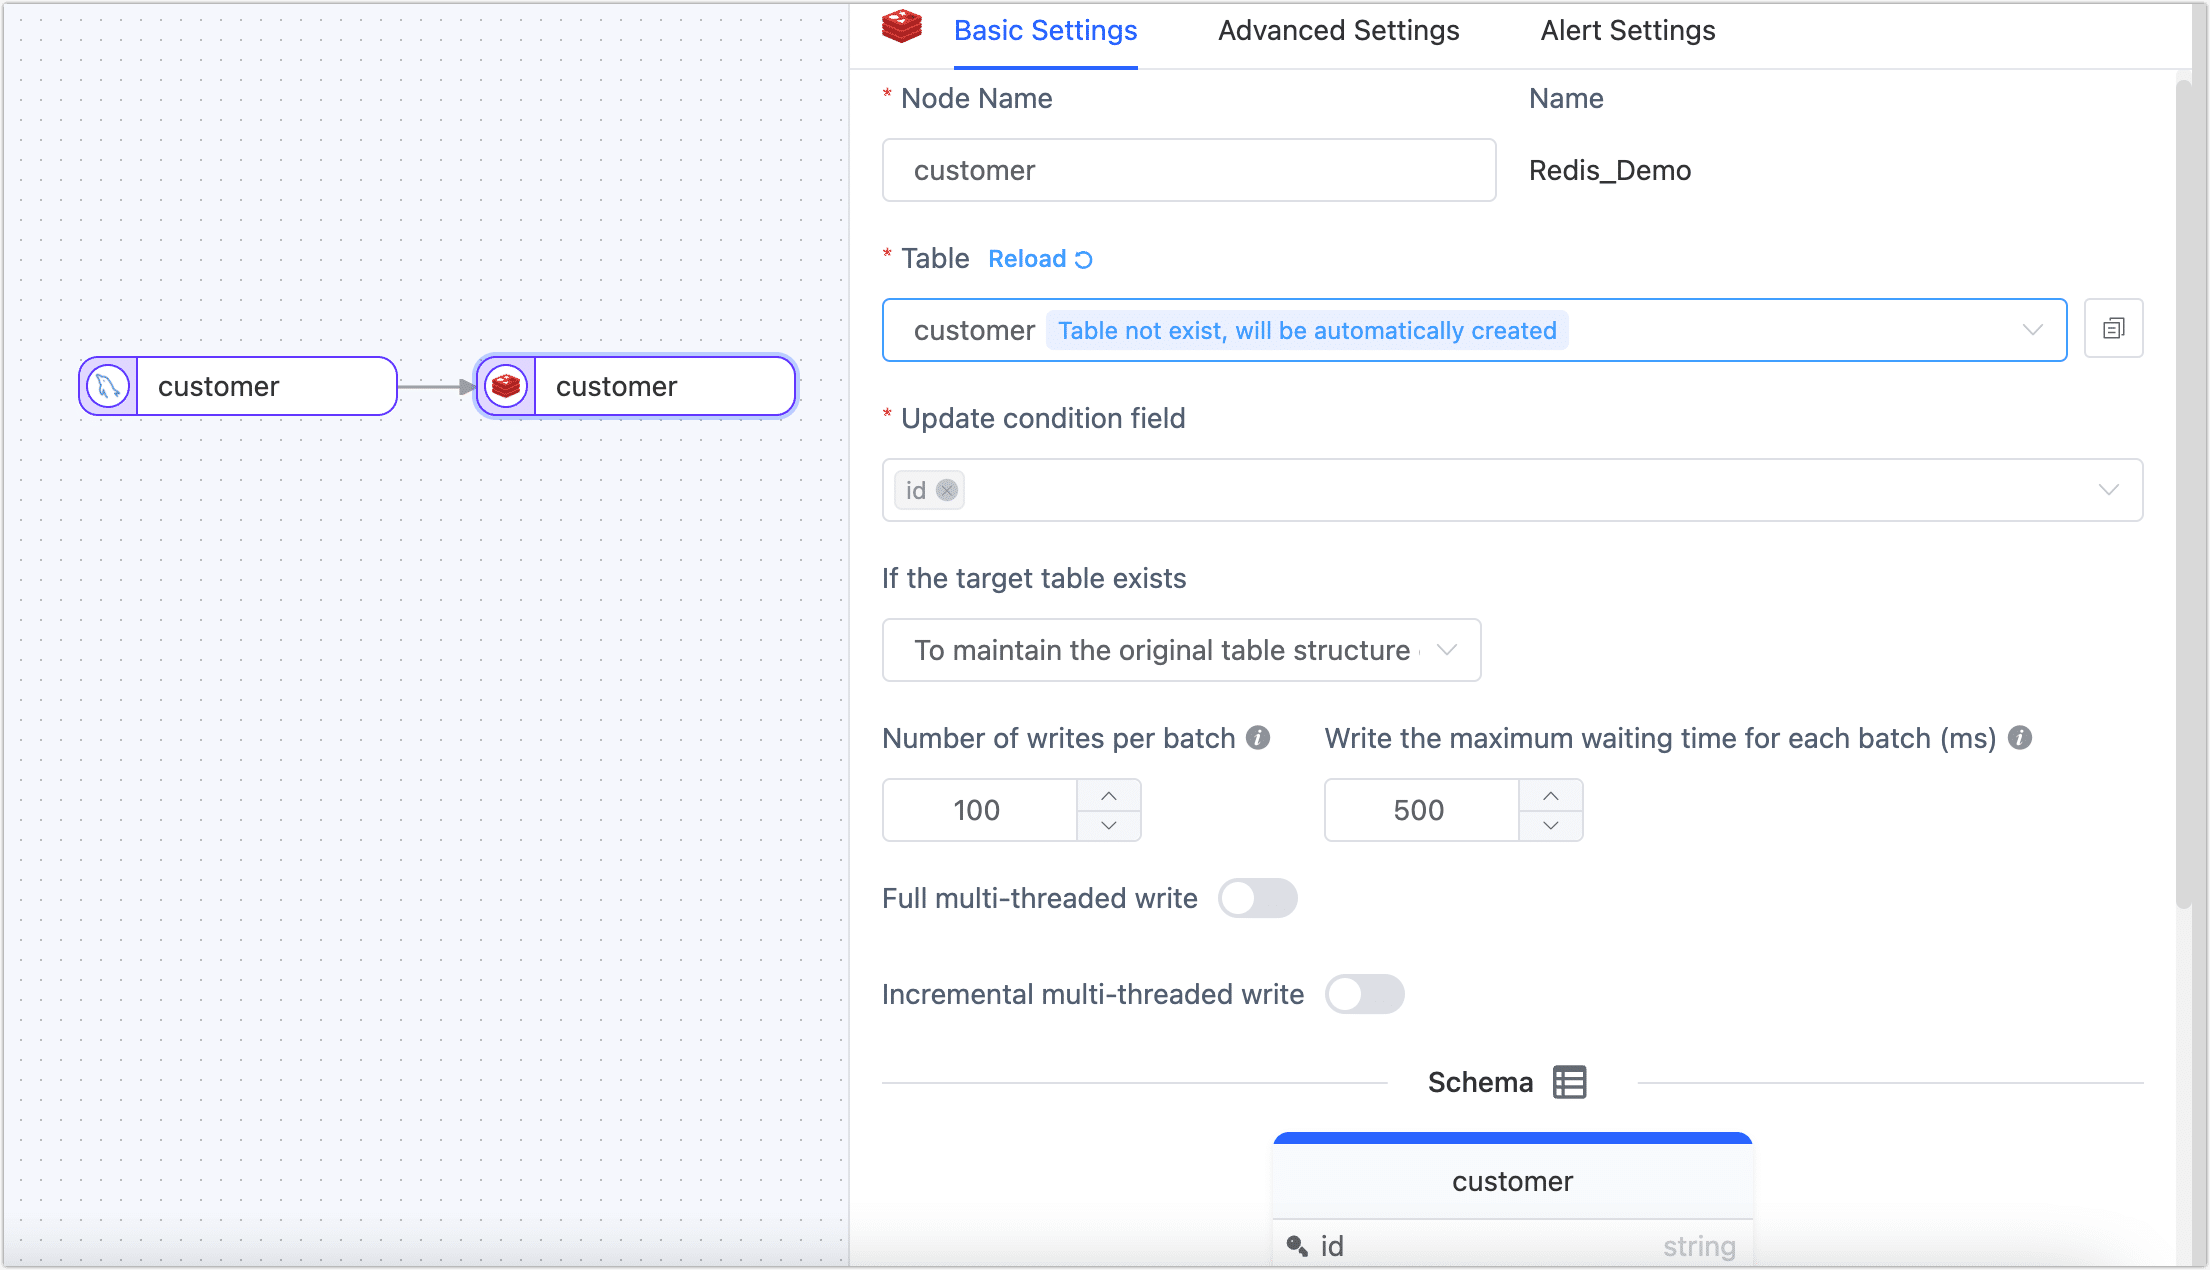 Basic Settings Advanced Settings Alert Settings
* Node Name Name
customer Redis_Demo
* Table Reload
customer Table not exist, will be automatically created
customer customer
* Update condition field
id
If the target table exists
To maintain the original table structure
Number of writes per batch Write the maximum waiting time for each batch (ms)
100 500
Full multi-threaded write
Incremental multi-threaded write
Schema
customer
id string